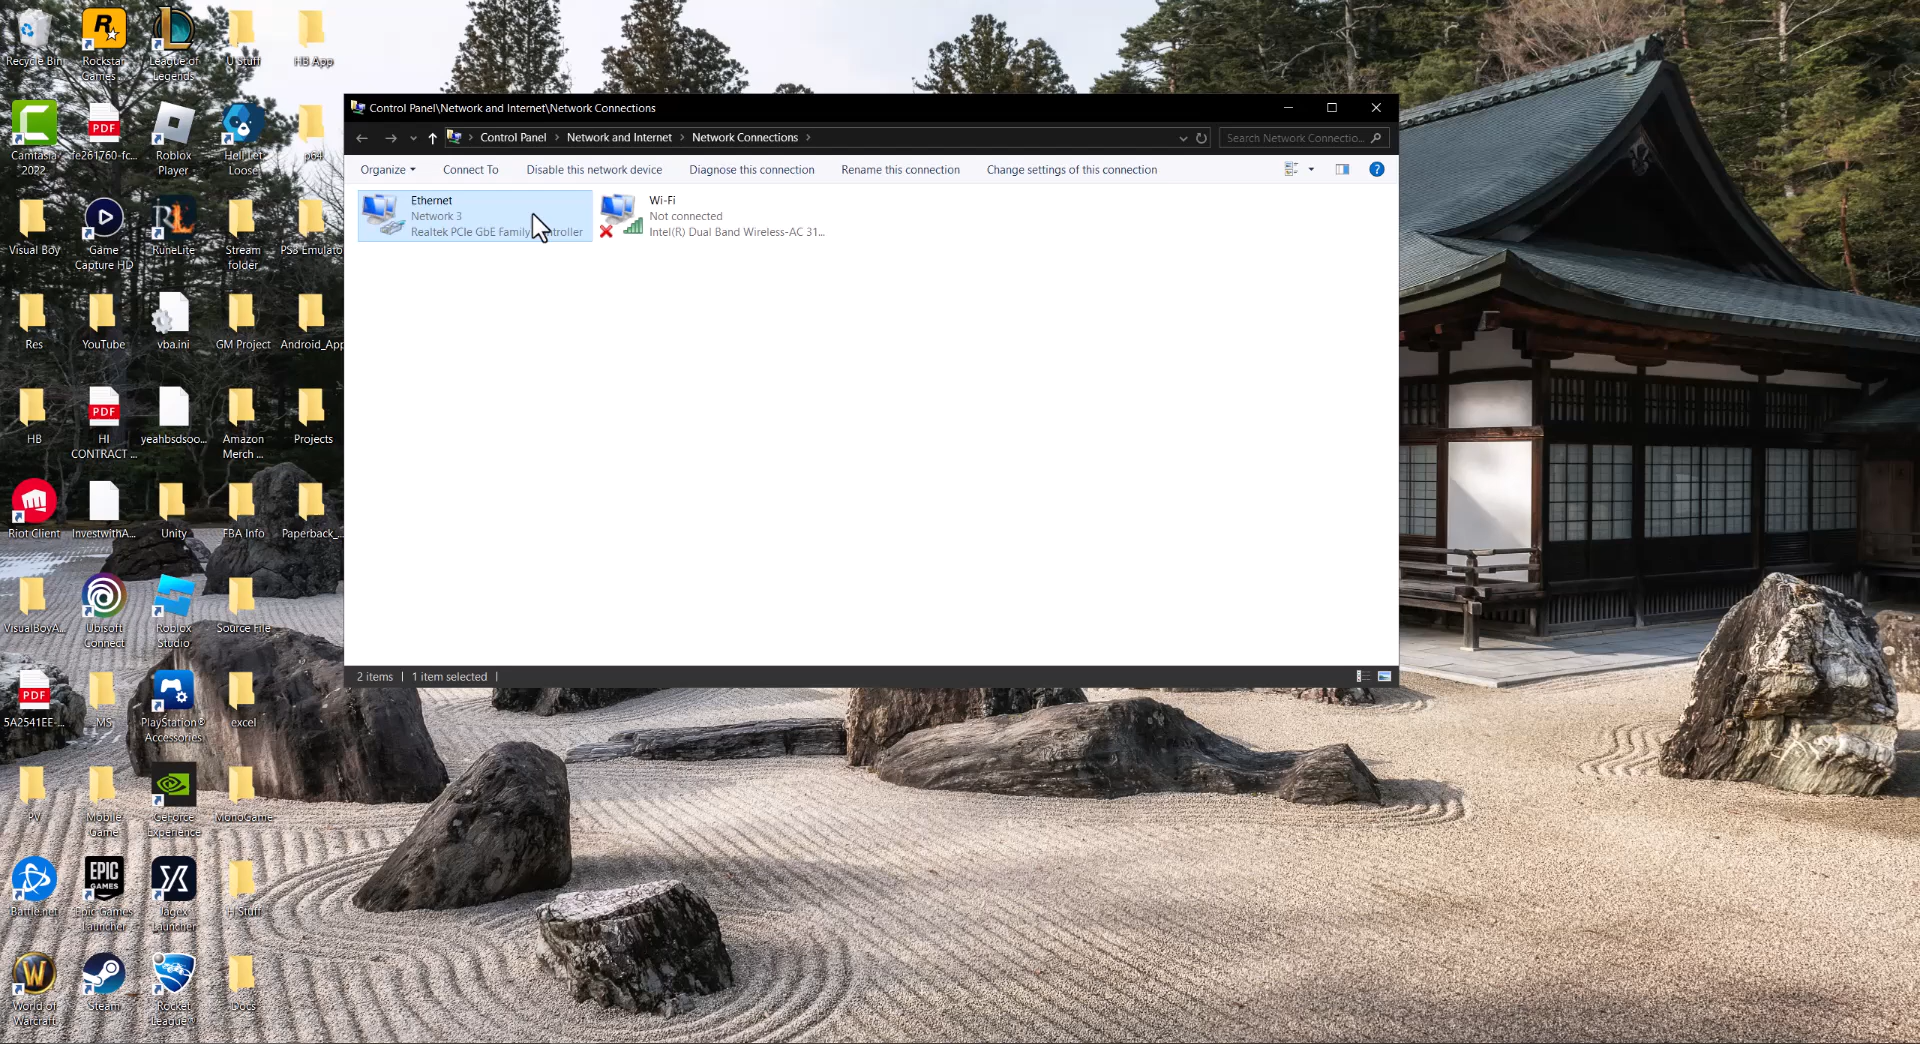 Recycle Bin
Rockstar
Games ...
League of
Legends
U Stuff
HB App
Camtasia
2022
fe261760-fc...
Roblox
Player
Hell Let
Loose
p64
Visual Boy
Game
Capture HD
RuneLite
Stream
folder
PS3 Emulato
Res
YouTube
vba.ini
GM Project
Android_App
HB
HI
CONTRACT ...
yeahbsdsoo...
Amazon
Merch ...
Projects
Riot Client
InvestwithA...
Unity
FBA Info
Paperback_...
VisualBoyA...
Ubisoft
Connect
Roblox
Studio
Source File
5A2541EE-...
MS
PlayStation®
Accessories
excel
PV
Mobile
Game
GeForce
Experience
MonoGame
Battle.net
EPIC
GAMES
Epic Games
Launcher
Jagex
Launcher
H Stuff
World of
Warcraft
Steam
Rocket
League®
Docs
PDF
PDF
PDF
Control Panel\Network and Internet\Network Connections
Control Panel > Network and Internet > Network Connections >
Search Network Connectio...
Organize
Connect To
Disable this network device
Diagnose this connection
Rename this connection
Change settings of this connection
Ethernet
Network 3
Realtek PCIe GbE Family troller
Wi-Fi
Not connected
Intel(R) Dual Band Wireless-AC 31...
2 items | 1 item selected |